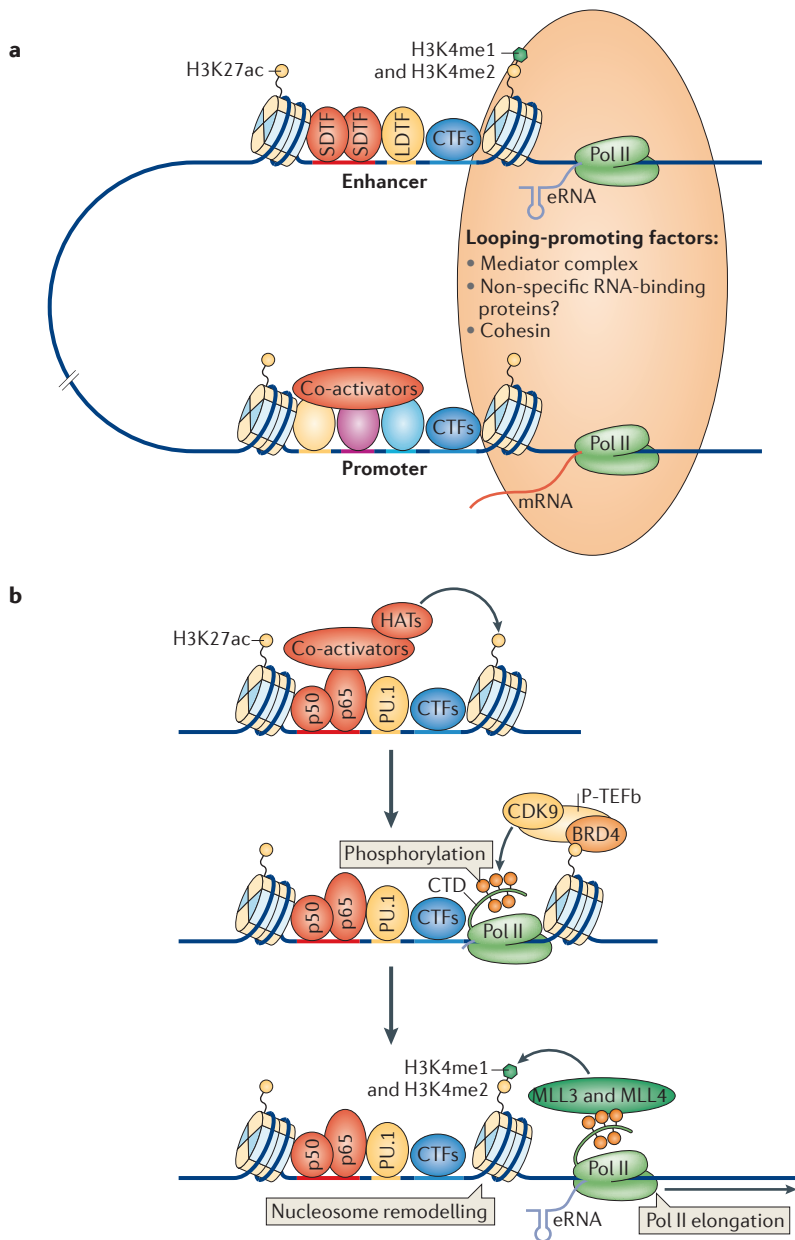 a
H3K27ac
H3K4me1
and H3K4me2
SDTF
SDTF
LDTF
CTFs
Pol II
Enhancer
eRNA
Looping-promoting factors:
• Mediator complex
• Non-specific RNA-binding
proteins?
• Cohesin
Co-activators
CTFs
Pol II
Promoter
mRNA
b
HATs
H3K27ac
Co-activators
p50
p65
PU.1
CTFs
P-TEFb
CDK9
BRD4
Phosphorylation
CTD
p50
p65
PU.1
CTFs
Pol II
H3K4me1
and H3K4me2
MLL3 and MLL4
p50
p65
PU.1
CTFs
Pol II
Nucleosome remodelling
eRNA
Pol II elongation